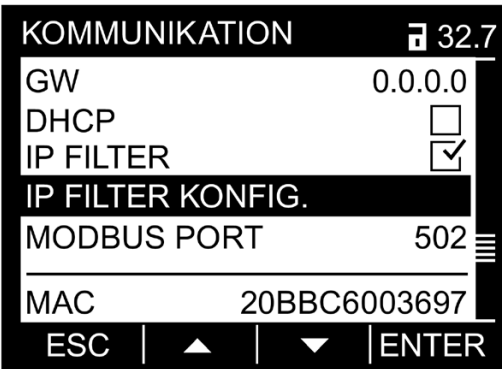 KOMMUNIKATION 32.7
GW 0.0.0.0
DHCP
IP FILTER
IP FILTER KONFIG.
MODBUS PORT 502
MAC 20BBC6003697
ESC ENTER